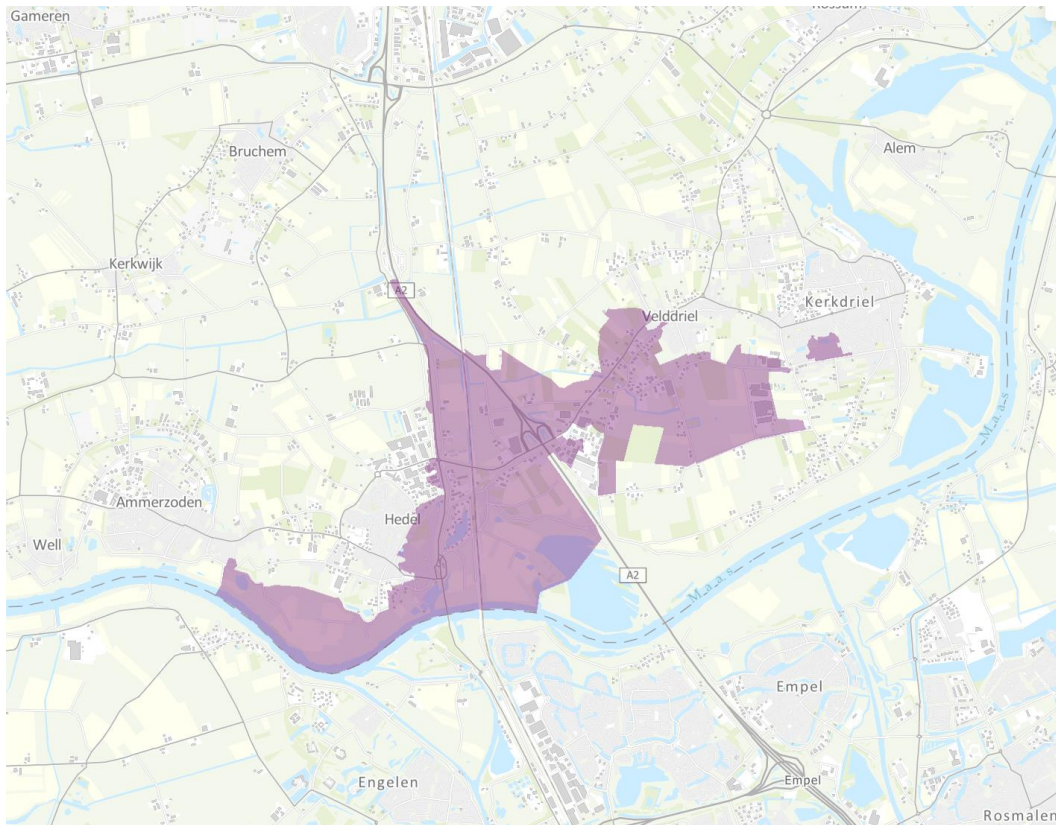 Gameren
Rossum
Bruchem
Alem
Kerkwijk
A2
Kerkdriel
Velddriel
Maas
Ammerzoden
Hedel
Well
A2
Maas
Empel
Engelen
Empel
Rosmalen